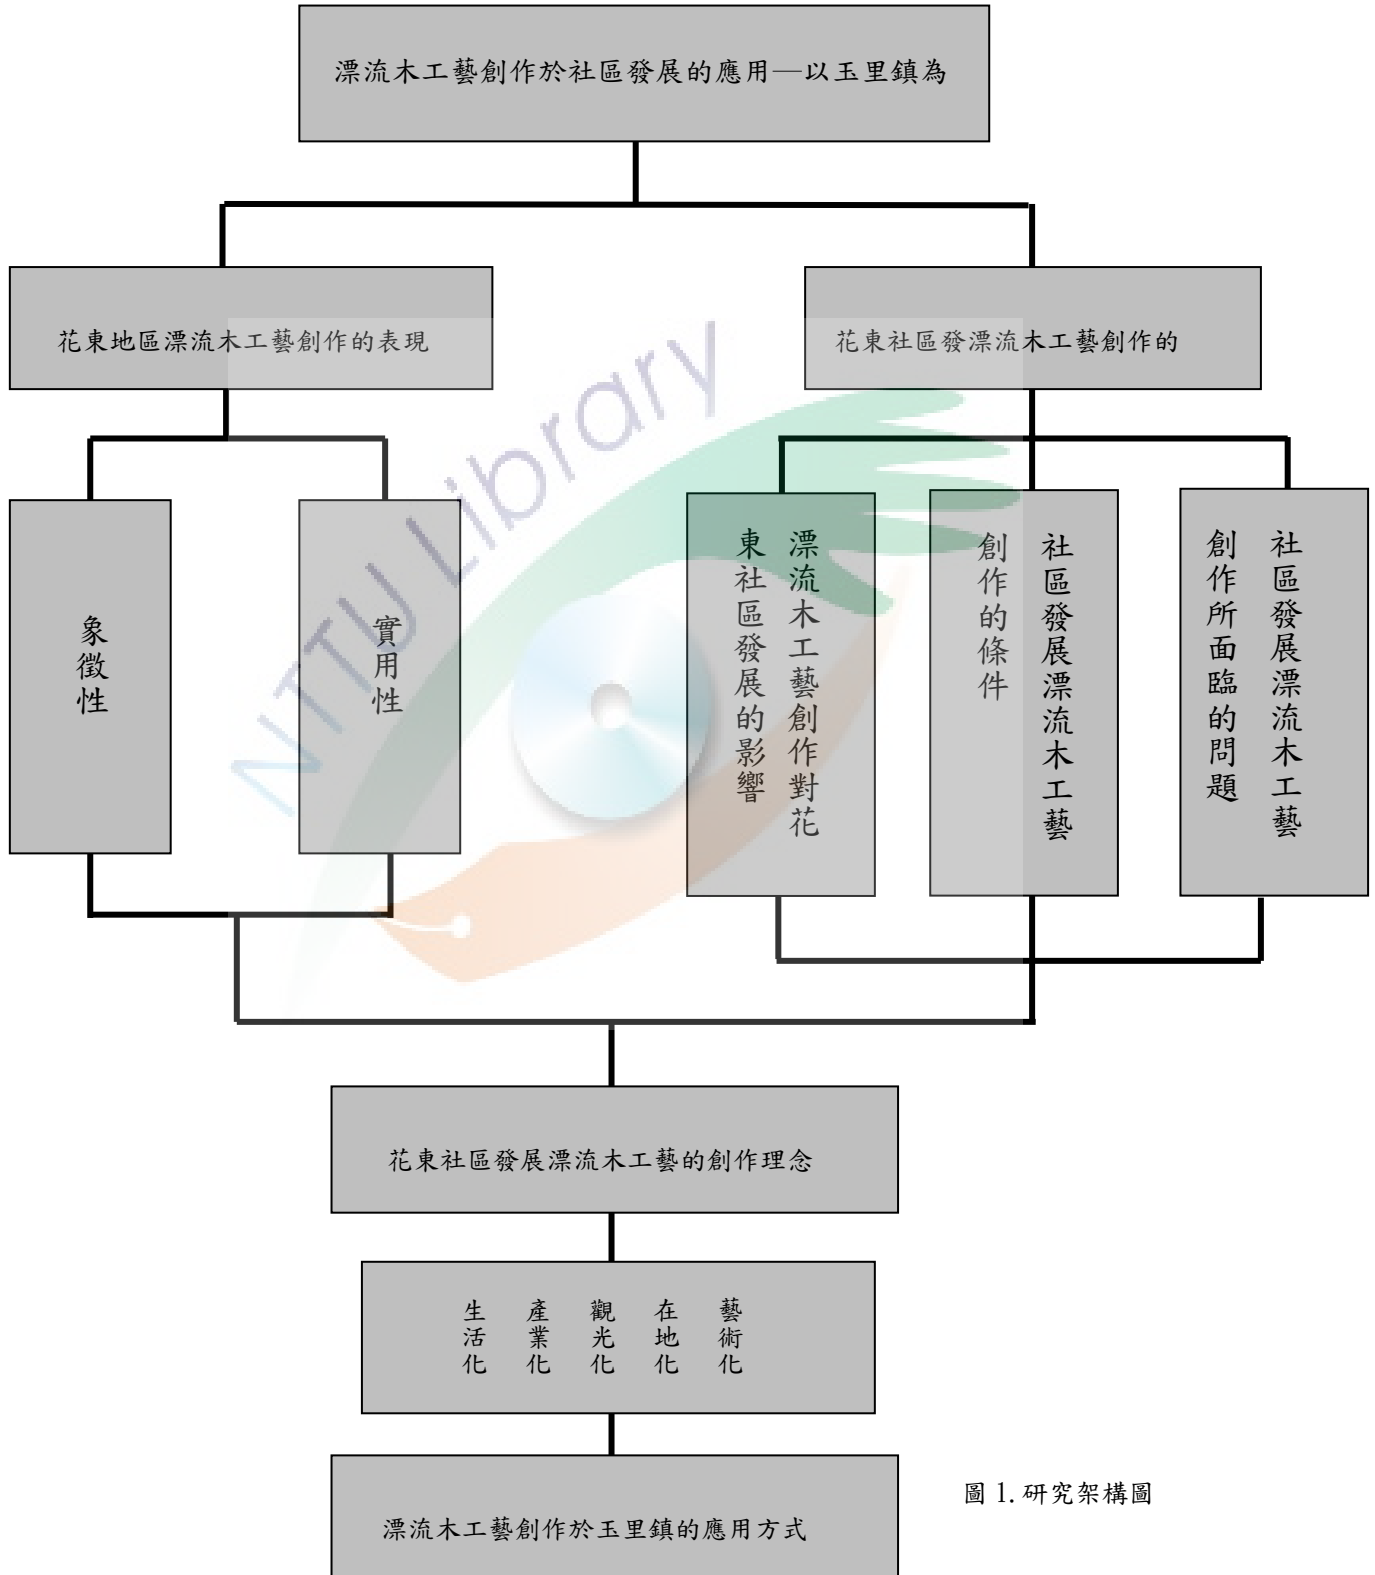 漂流木工藝創作於社區發展的應用—以玉里鎮為
花東地區漂流木工藝創作的表現
花東社區發漂流木工藝創作的
象徵性
實用性
漂流木工藝創作對花
東社區發展的影響
社區發展漂流木工藝
創作的條件
社區發展漂流木工藝
創作所面臨的問題
NTTU Library
花東社區發展漂流木工藝的創作理念
藝術化
在地化
觀光化
產業化
生活化
圖 1.研究架構圖
漂流木工藝創作於玉里鎮的應用方式